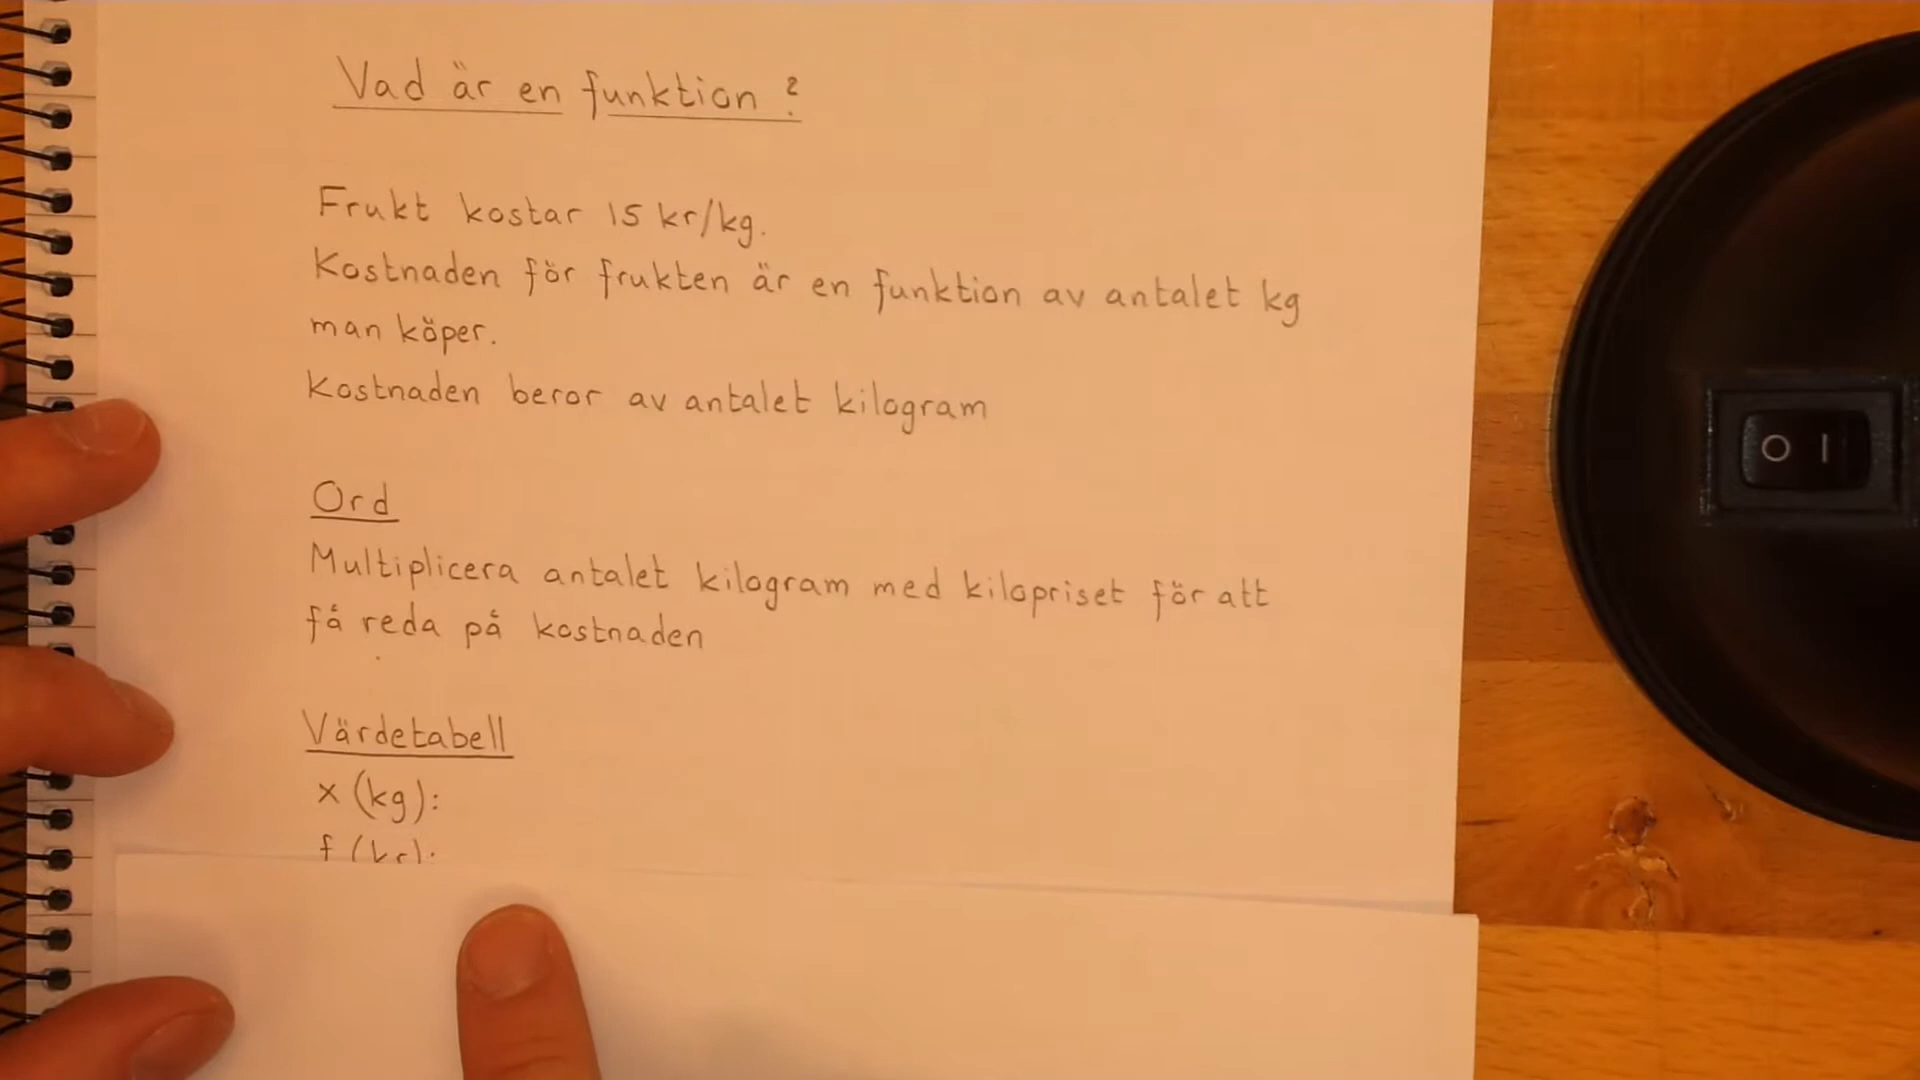 Vad är en funktion?
Frukt kostar 15 kr/kg.
Kostnaden för frukten är en funktion av antalet kg
man köper.
Kostnaden beror av antalet kilogram
Ord
Multiplicera antalet kilogram med kilopriset för att
få reda på kostnaden
Värdetabell
x (kg):
f (kr):
O I